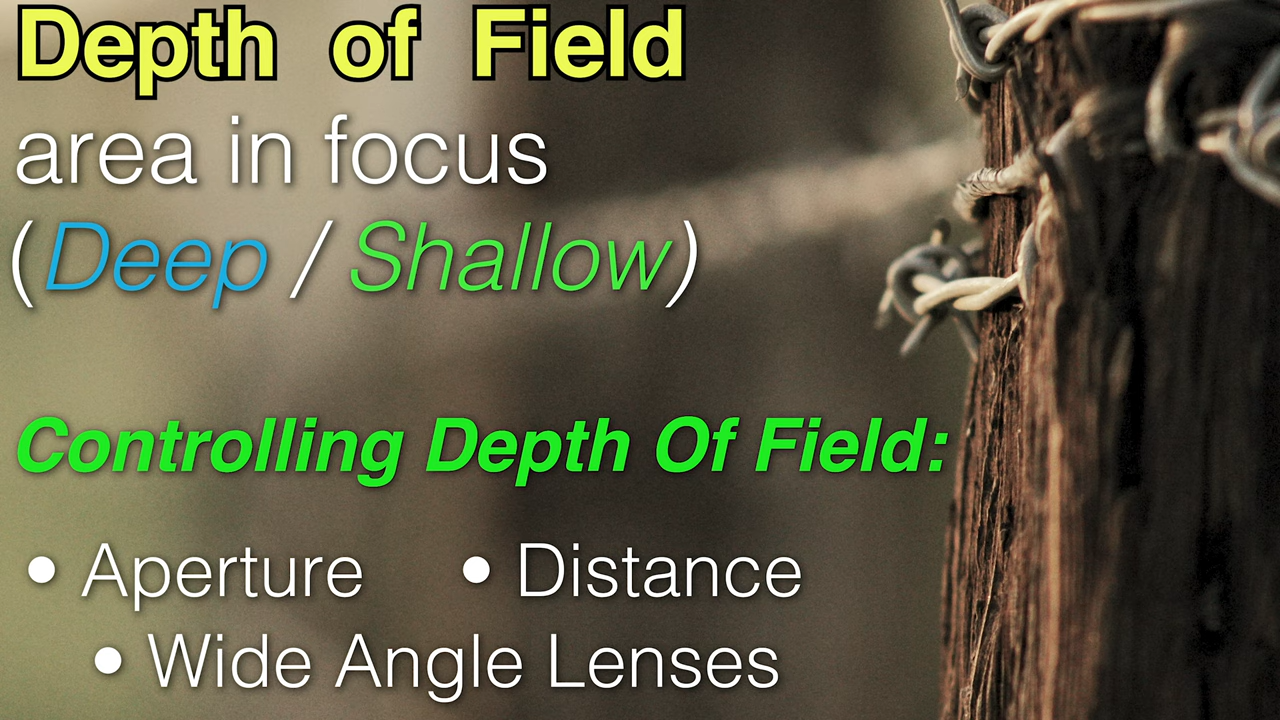 Depth of Field
area in focus
(Deep / Shallow)
Controlling Depth Of Field:
• Aperture • Distance
• Wide Angle Lenses